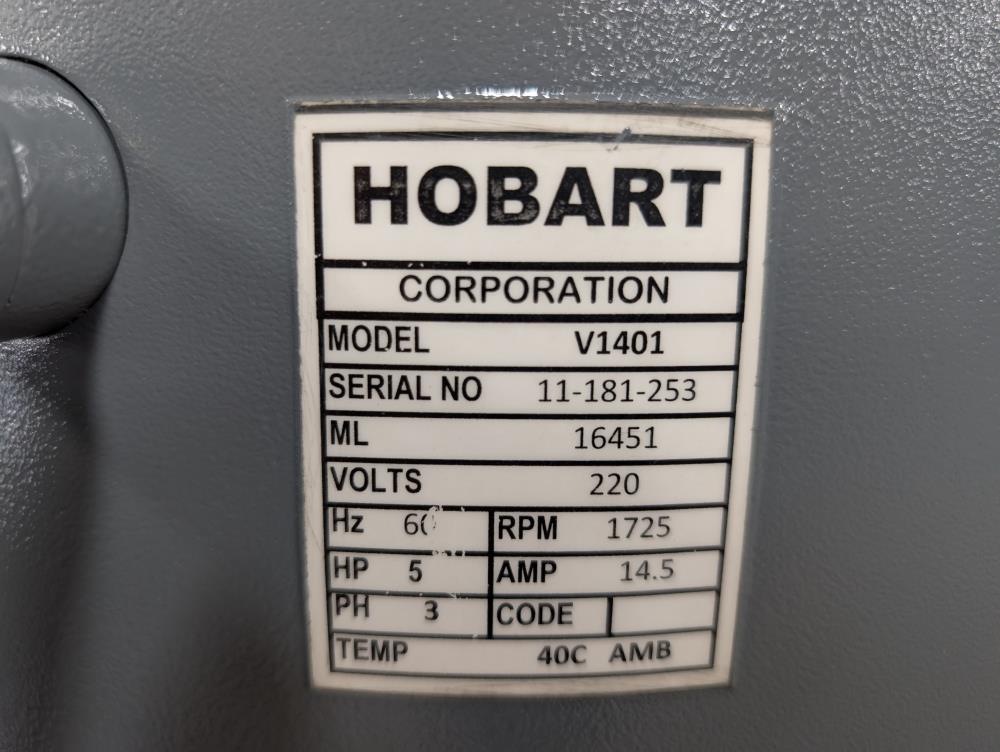 HOBART
CORPORATION
MODEL V1401
SERIAL NO 11-181-253
ML 16451
VOLTS 220
Hz 60 RPM 1725
HP 5 AMP 14.5
PH 3 CODE
TEMP 40C AMB